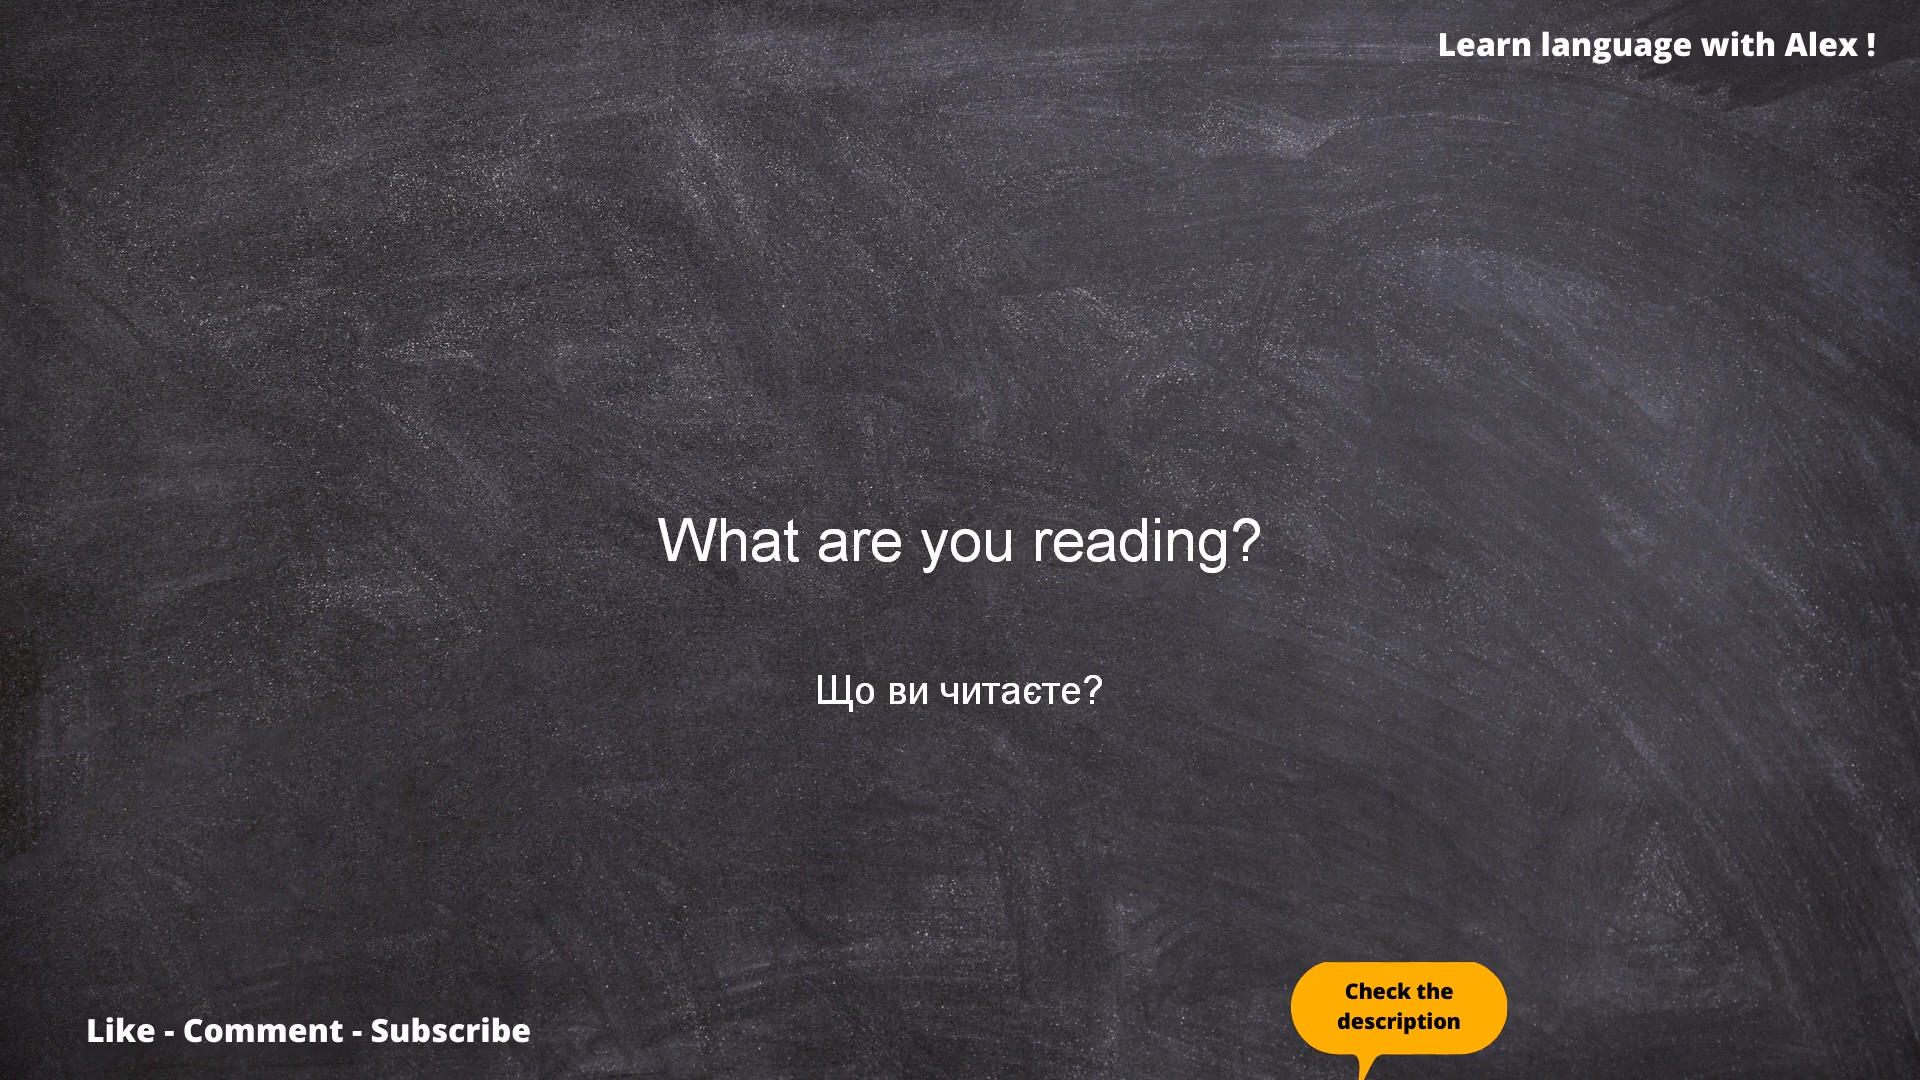 Learn language with Alex !
What are you reading?
Що ви читаєте?
Check the
description
Like - Comment - Subscribe